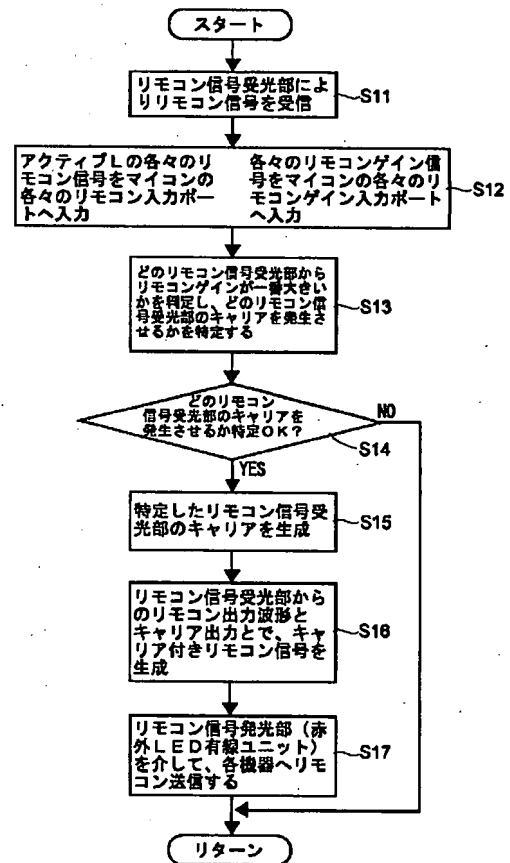 スタート
リモコン信号受光部によ
りリモコン信号を受信
S11
アクティブLの各々のリ
モコン信号をマイコンの
各々のリモコン入力ポー
トへ入力
各々のリモコンゲイン信
号をマイコンの各々のリ
モコンゲイン入力ポート
へ入力
S12
どのリモコン信号受光部から
リモコンゲインが一番大きい
かを判定し、どのリモコン信
号受光部のキャリアを発生さ
せるかを特定する
S13
どのリモコン
信号受光部のキャリアを
発生させるか特定OK?
NO
S14
YES
特定したリモコン信号受
光部のキャリアを生成
S15
リモコン信号受光部から
のリモコン出力波形と
キャリア出力とで、キャ
リア付きリモコン信号を
生成
S16
リモコン信号発光部(赤
外LED有線ユニット)
を介して、各機器へリモ
コン送信する
S17
リターン